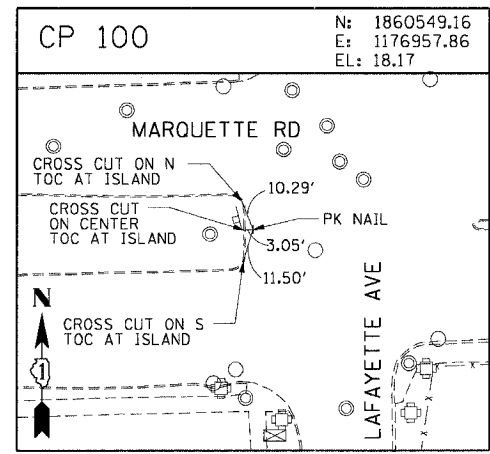 CP 100
N: 1860549.16
E: 1176957.86
EL: 18.17
MARQUETTE RD
CROSS CUT ON N
TOC AT ISLAND
10.29'
CROSS CUT
ON CENTER
TOC AT ISLAND
PK NAIL
3.05'
11.50'
N
CROSS CUT ON S
TOC AT ISLAND
1
LAFAYETTE AVE